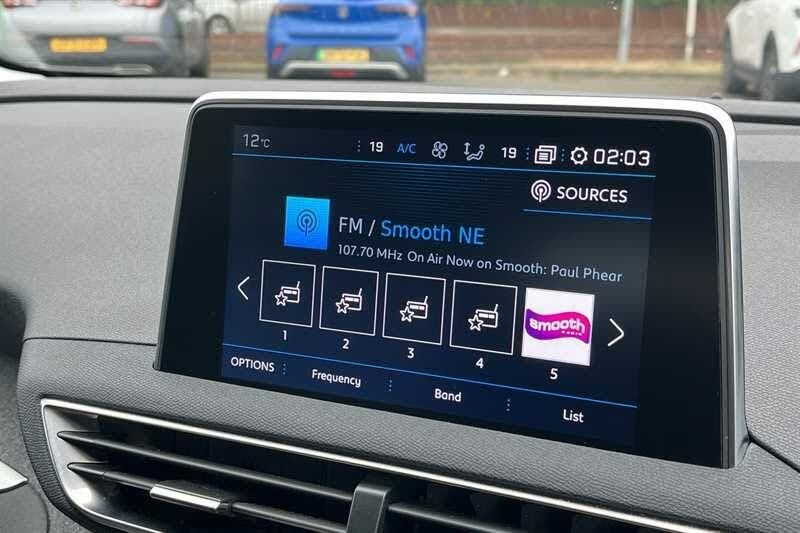 12°C 19 A/C 19 02:03
SOURCES
FM / Smooth NE
107.70 MHz On Air Now on Smooth: Paul Phear
smooth
1 2 3 4 5
OPTIONS Frequency Band List